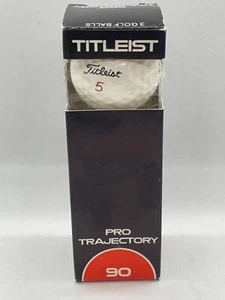 3 GOLF BALLS
TITLEIST
Titleist
5
PRO
TRAJECTORY
90